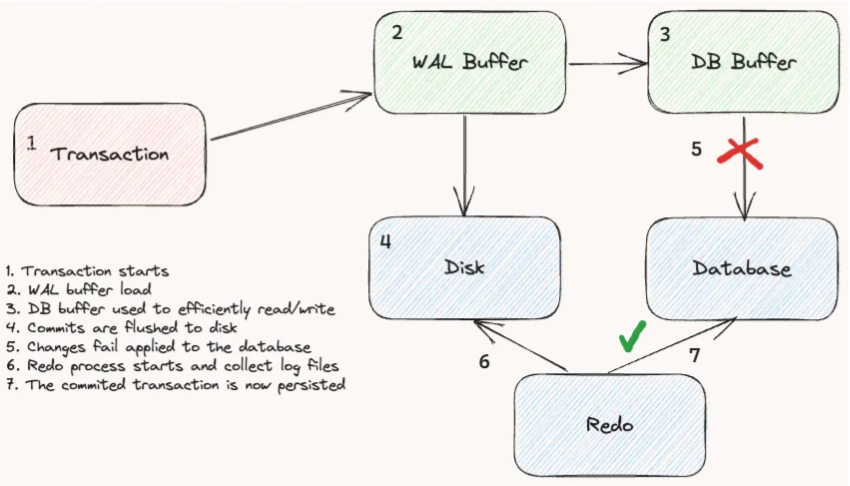 2
WAL Buffer
3
DB Buffer
1
Transaction
5
4
Disk
Database
1. Transaction starts
2. WAL buffer load
3. DB buffer used to efficiently read/write
4. Commits are flushed to disk
5. Changes fail applied to the database
6. Redo process starts and collect log files
7. The commited transaction is now persisted
6
7
Redo